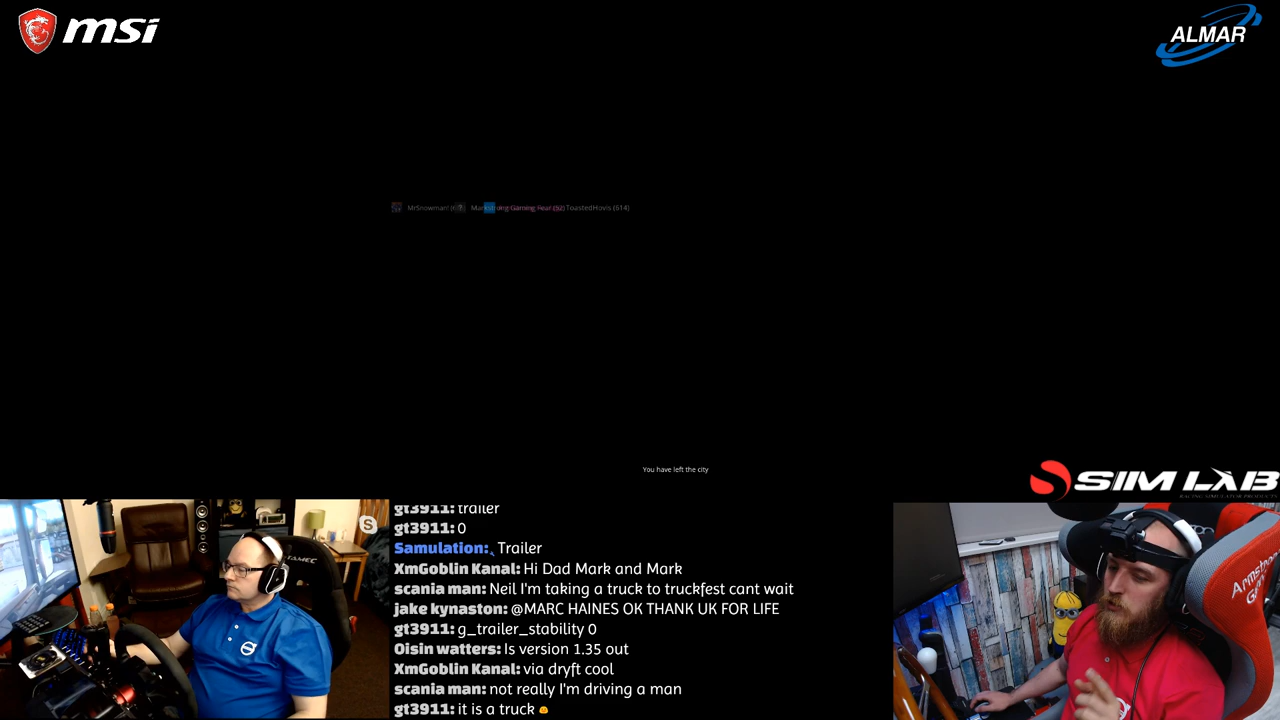 msi
ALMAR
MrSnowman!
ToastedHovis (614)
You have left the city
SIM LAB
gt3911: trailer
gt3911: 0
Samulation: Trailer
XmGoblin Kanal: Hi Dad Mark and Mark
scania man: Neil I'm taking a truck to truckfest cant wait
jake kynaston: @MARC HAINES OK THANK UK FOR LIFE
gt3911: g_trailer_stability 0
Oisin watters: Is version 1.35 out
XmGoblin Kanal: via dryft cool
scania man: not really I'm driving a man
gt3911: it is a truck